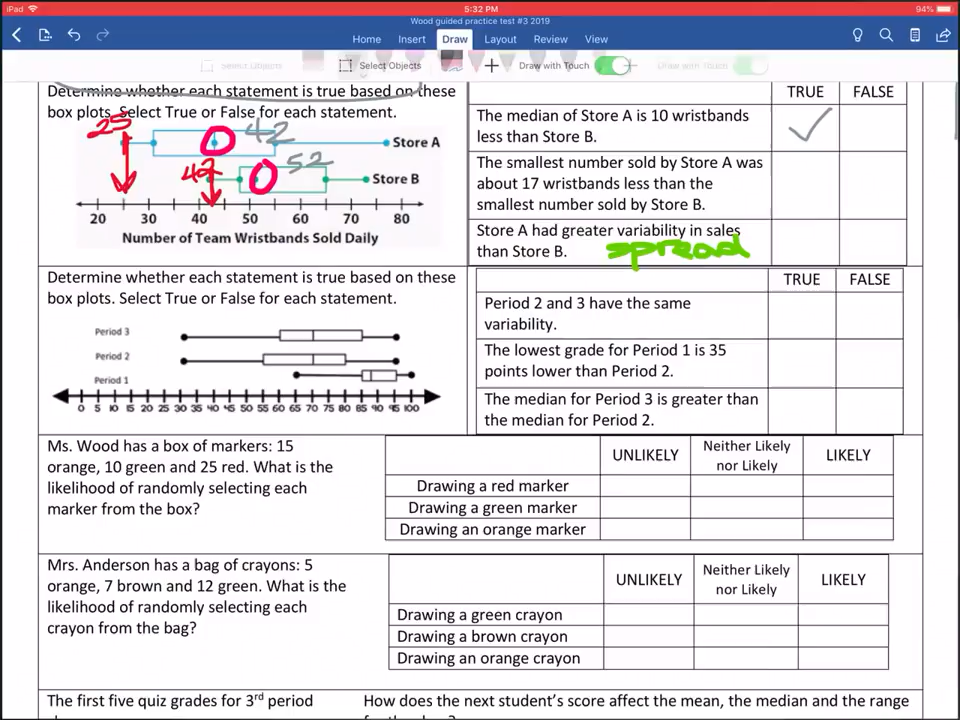 iPad
5:32 PM
94%
Wood guided practice test #3 2019
Home
Insert
Draw
Layout
Review
View
Select Objects
Select Objects
Draw with Touch
Draw with Touch
Determine whether each statement is true based on these
box plots. Select True or False for each statement.
25
42
Store A
42
52
Store B
20 30 40 50 60 70 80
Number of Team Wristbands Sold Daily
TRUE FALSE
The median of Store A is 10 wristbands
less than Store B.
The smallest number sold by Store A was
about 17 wristbands less than the
smallest number sold by Store B.
Store A had greater variability in sales
than Store B.
spread
Determine whether each statement is true based on these
box plots. Select True or False for each statement.
Period 3
Period 2
Period 1
0 5 10 15 20 25 30 35 40 45 50 55 60 65 70 75 80 85 90 95 100
TRUE FALSE
Period 2 and 3 have the same
variability.
The lowest grade for Period 1 is 35
points lower than Period 2.
The median for Period 3 is greater than
the median for Period 2.
Ms. Wood has a box of markers: 15
orange, 10 green and 25 red. What is the
likelihood of randomly selecting each
marker from the box?
UNLIKELY
Neither Likely
nor Likely
LIKELY
Drawing a red marker
Drawing a green marker
Drawing an orange marker
Mrs. Anderson has a bag of crayons: 5
orange, 7 brown and 12 green. What is the
likelihood of randomly selecting each
crayon from the bag?
UNLIKELY
Neither Likely
nor Likely
LIKELY
Drawing a green crayon
Drawing a brown crayon
Drawing an orange crayon
The first five quiz grades for 3rd period
How does the next student's score affect the mean, the median and the range